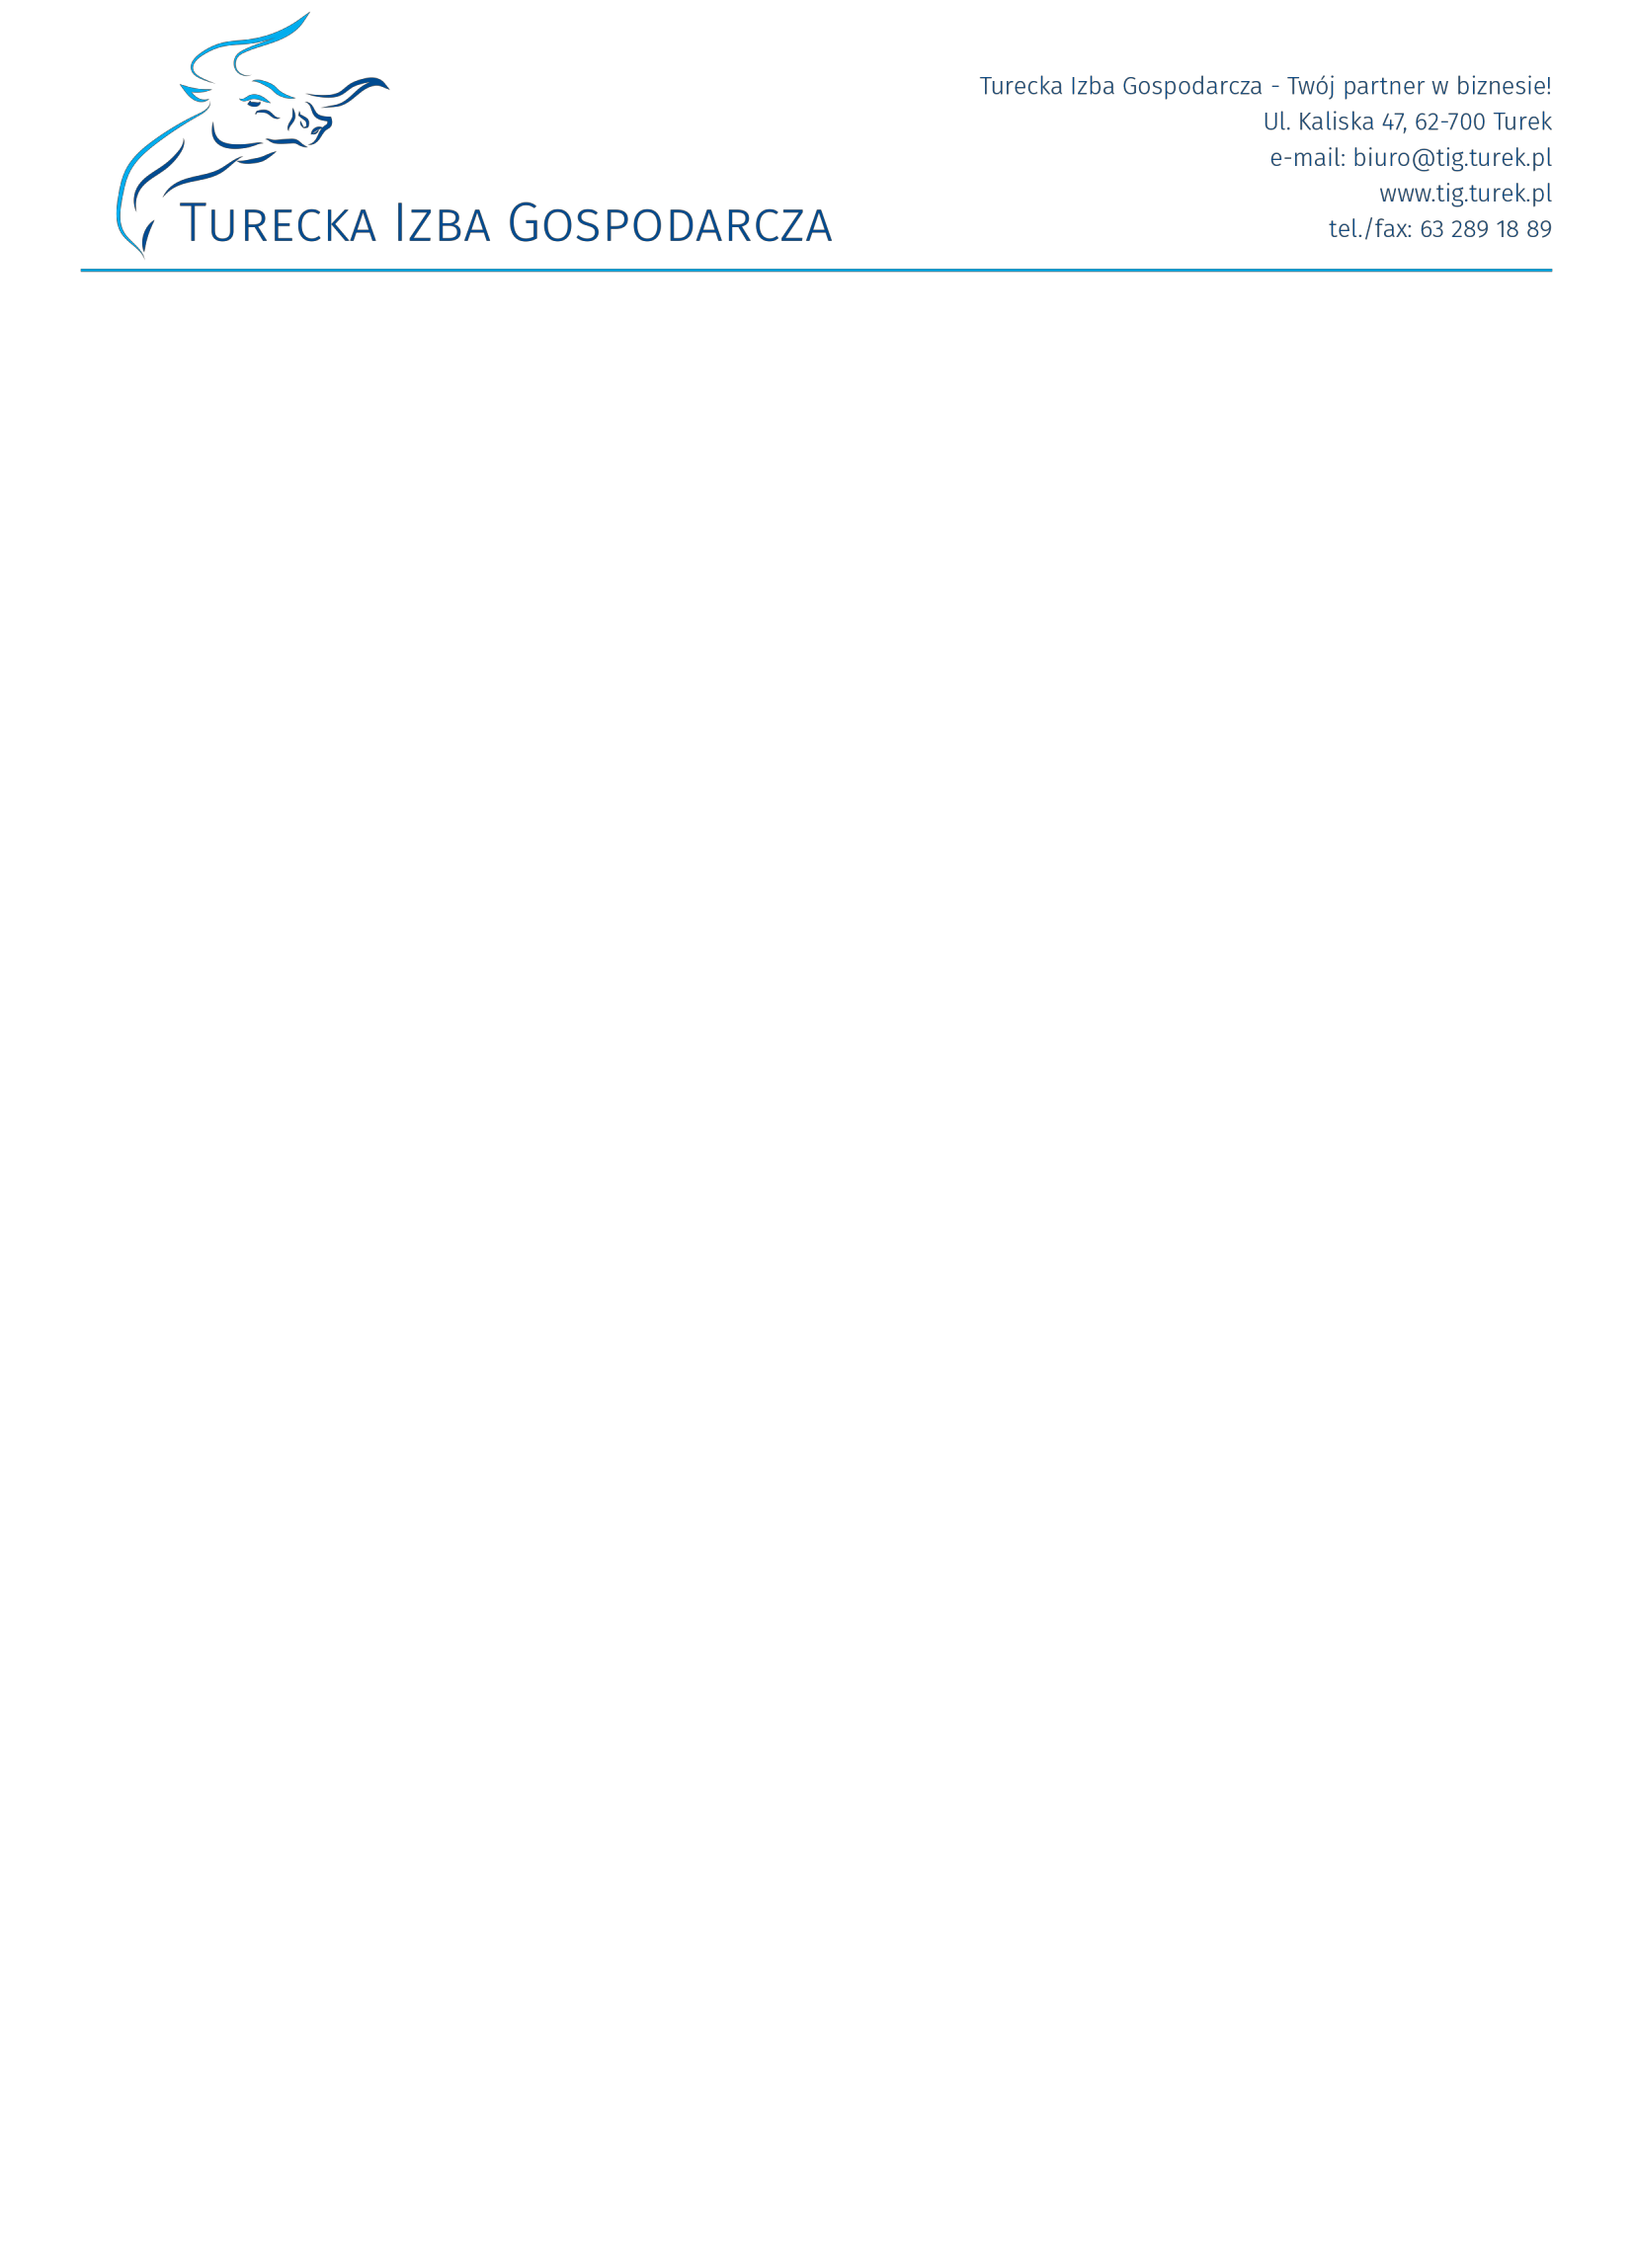 Turecka Izba Gospodarcza
Turecka Izba Gospodarcza - Twój partner w biznesie!
Ul. Kaliska 47, 62-700 Turek
e-mail: biuro@tig.turek.pl
www.tig.turek.pl
tel./fax: 63 289 18 89